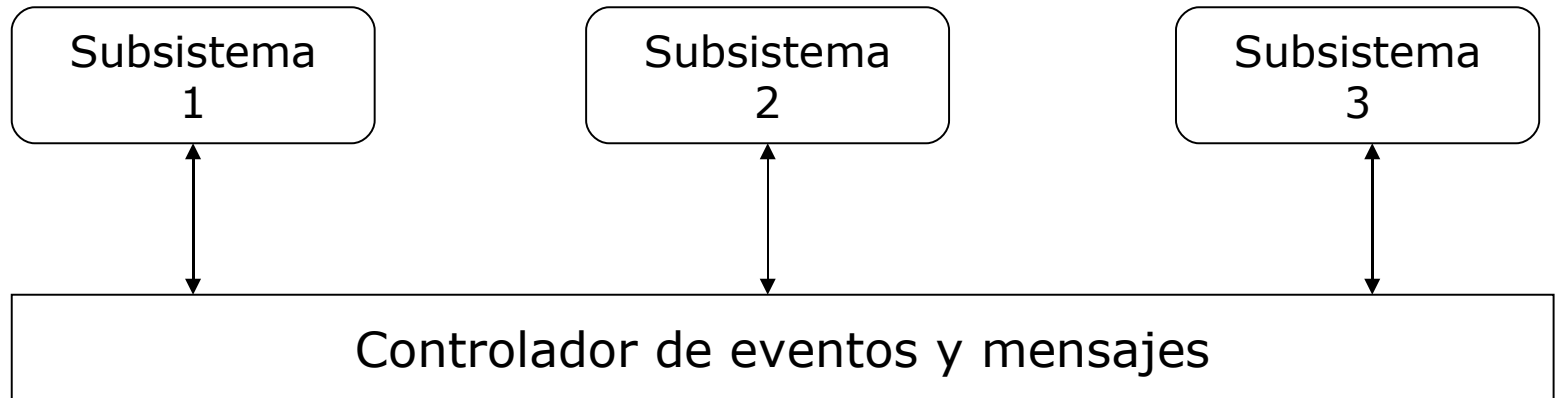 Subsistema
1
Subsistema
2
Subsistema
3
Controlador de eventos y mensajes